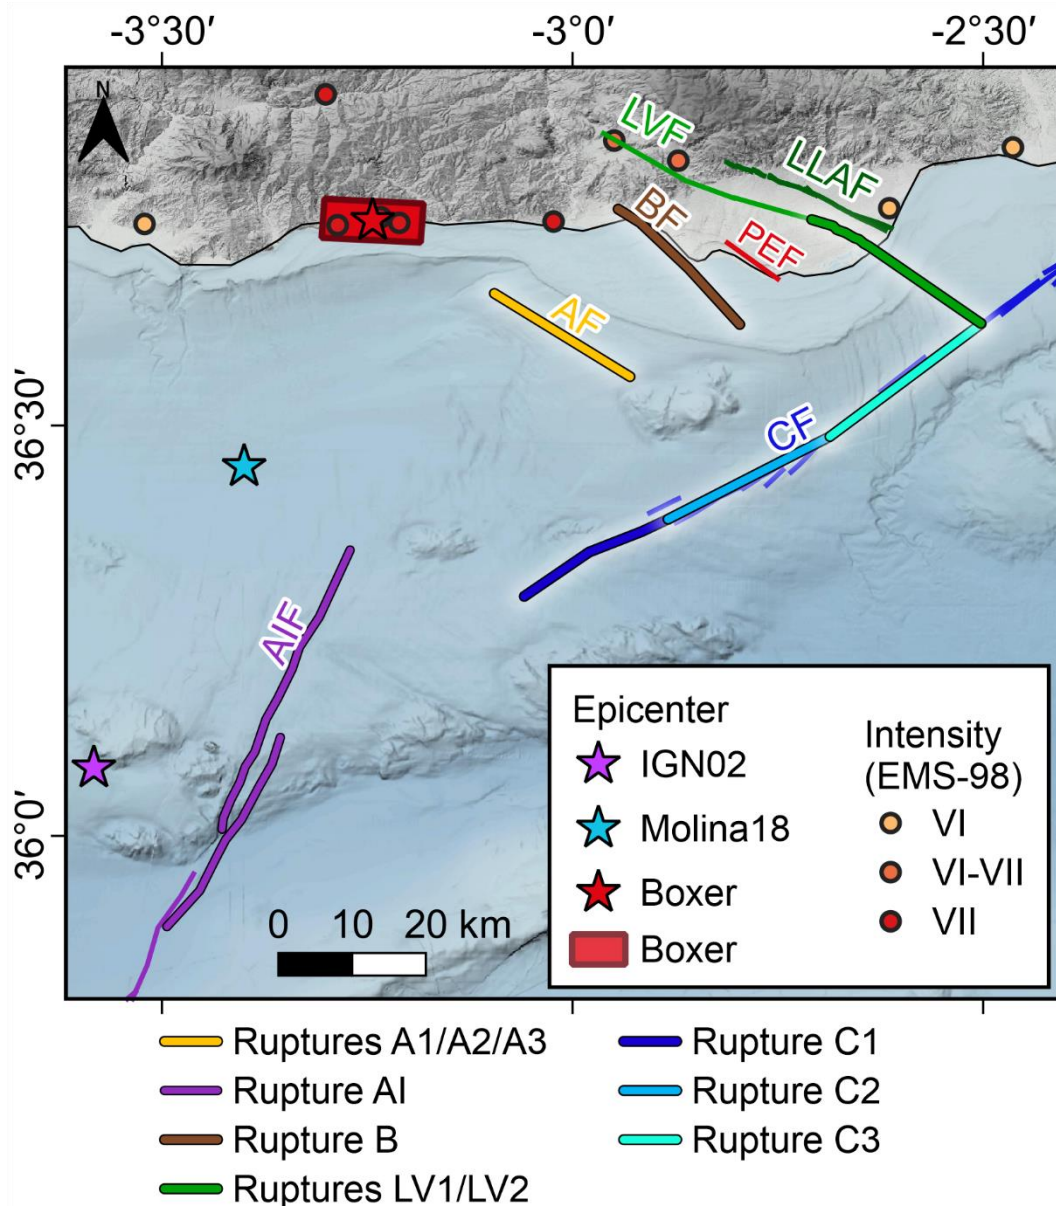 -3°30′ -3°0′ -2°30′
N
LVF
LLAF
BF
PEF
AF
36°30′
CF
AIF
36°0′
Epicenter
IGN02
Molina18
Boxer
Boxer
Intensity
(EMS-98)
VI
VI-VII
VII
0 10 20 km
Ruptures A1/A2/A3
Rupture AI
Rupture B
Ruptures LV1/LV2
Rupture C1
Rupture C2
Rupture C3